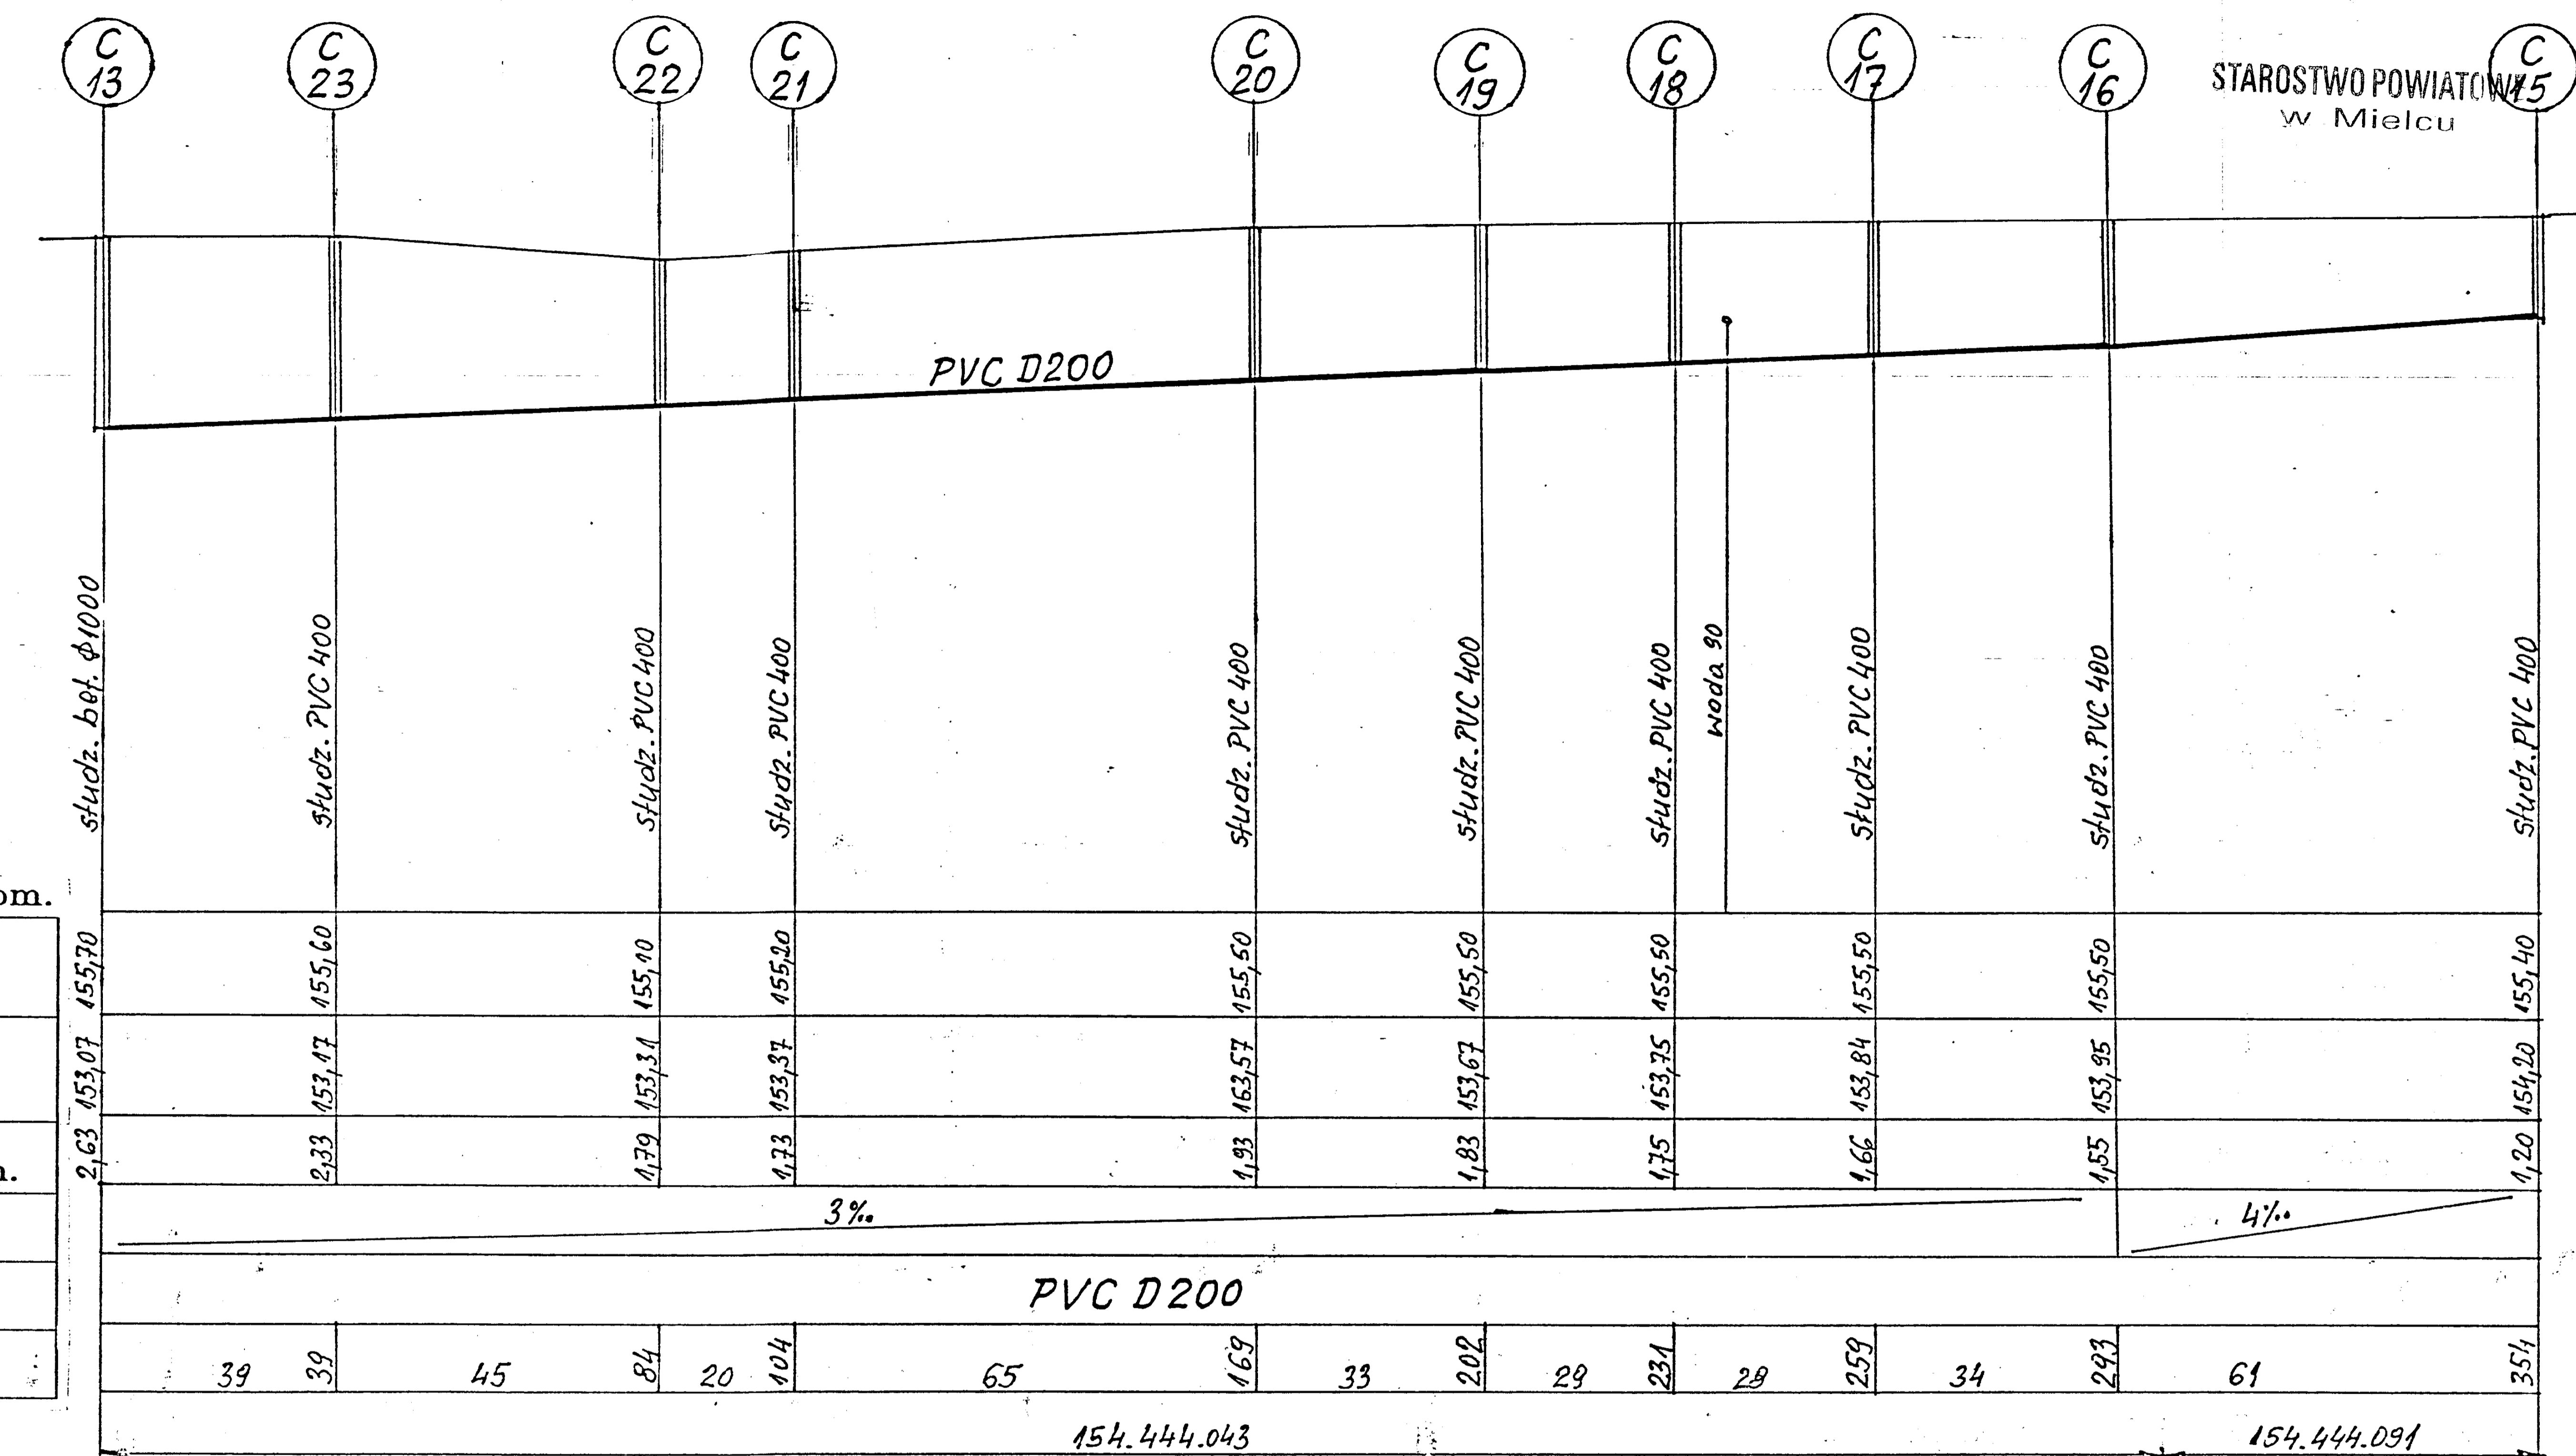 C 13
C 23
C 22
C 21
C 20
C 19
C 18
C 17
C 16
C 15
STAROSTWO POWIATOWE
w Mielcu
PVC D200
studz. bet. ϕ1000
studz. PVC 400
studz. PVC 400
studz. PVC 400
studz. PVC 400
studz. PVC 400
studz. PVC 400
woda 90
studz. PVC 400
studz. PVC 400
studz. PVC 400
om.
155,70 155,60 155,10 155,20 155,50 155,50 155,50 155,50 155,50 155,40
153,07 153,17 153,31 153,37 163,57 153,67 153,75 153,84 153,95 154,20
2,63 2,33 1,79 1,73 1,93 1,83 1,75 1,66 1,55 1,20
3‰ 4‰
PVC D200
39 39 45 84 20 104 65 169 33 202 29 231 28 259 34 293 61 354
154.444.043 154.444.091